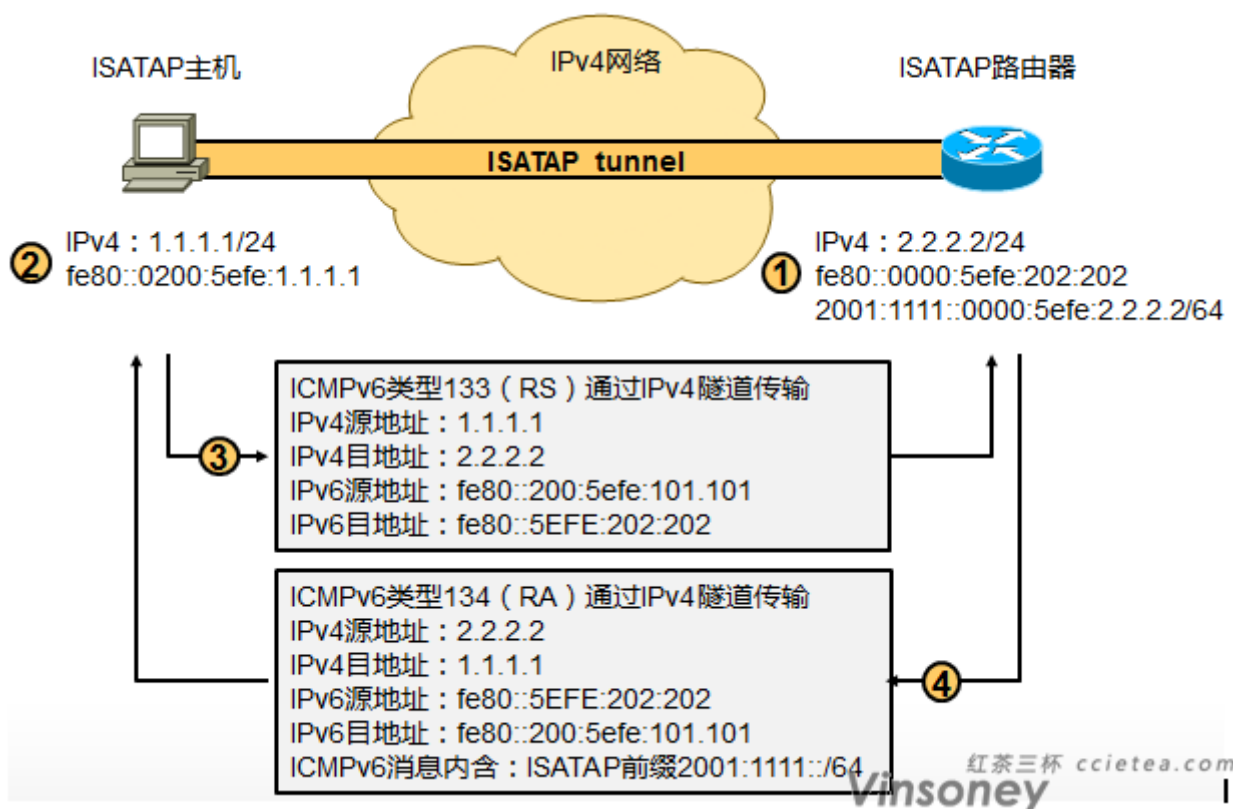 ISATAP主机
IPv4网络
ISATAP路由器
ISATAP tunnel
② IPv4：1.1.1.1/24
fe80::0200:5efe:1.1.1.1
① IPv4：2.2.2.2/24
fe80::0000:5efe:202:202
2001:1111::0000:5efe:2.2.2.2/64
③
ICMPv6类型133（RS）通过IPv4隧道传输
IPv4源地址：1.1.1.1
IPv4目地址：2.2.2.2
IPv6源地址：fe80::200:5efe:101.101
IPv6目地址：fe80::5EFE:202:202
ICMPv6类型134（RA）通过IPv4隧道传输
IPv4源地址：2.2.2.2
IPv4目地址：1.1.1.1
IPv6源地址：fe80::5EFE:202:202
IPv6目地址：fe80::200:5efe:101.101
ICMPv6消息内含：ISATAP前缀2001:1111::/64
④
红茶三杯 ccietea.com
Vinsoney